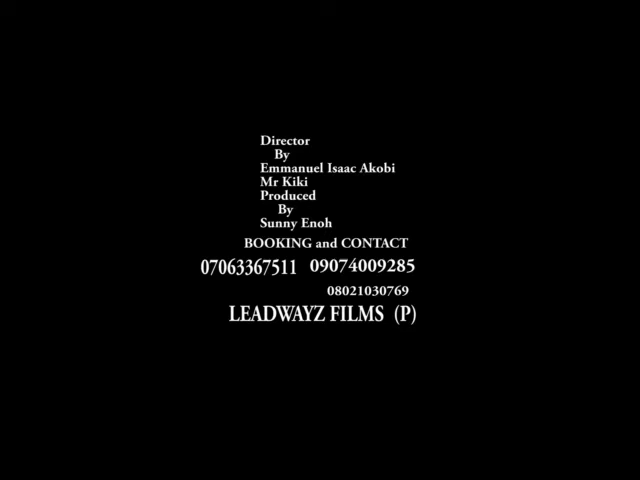 Director
By
Emmanuel Isaac Akobi
Mr Kiki
Produced
By
Sunny Enoh
BOOKING and CONTACT
07063367511 09074009285
08021030769
LEADWAYZ FILMS (P)